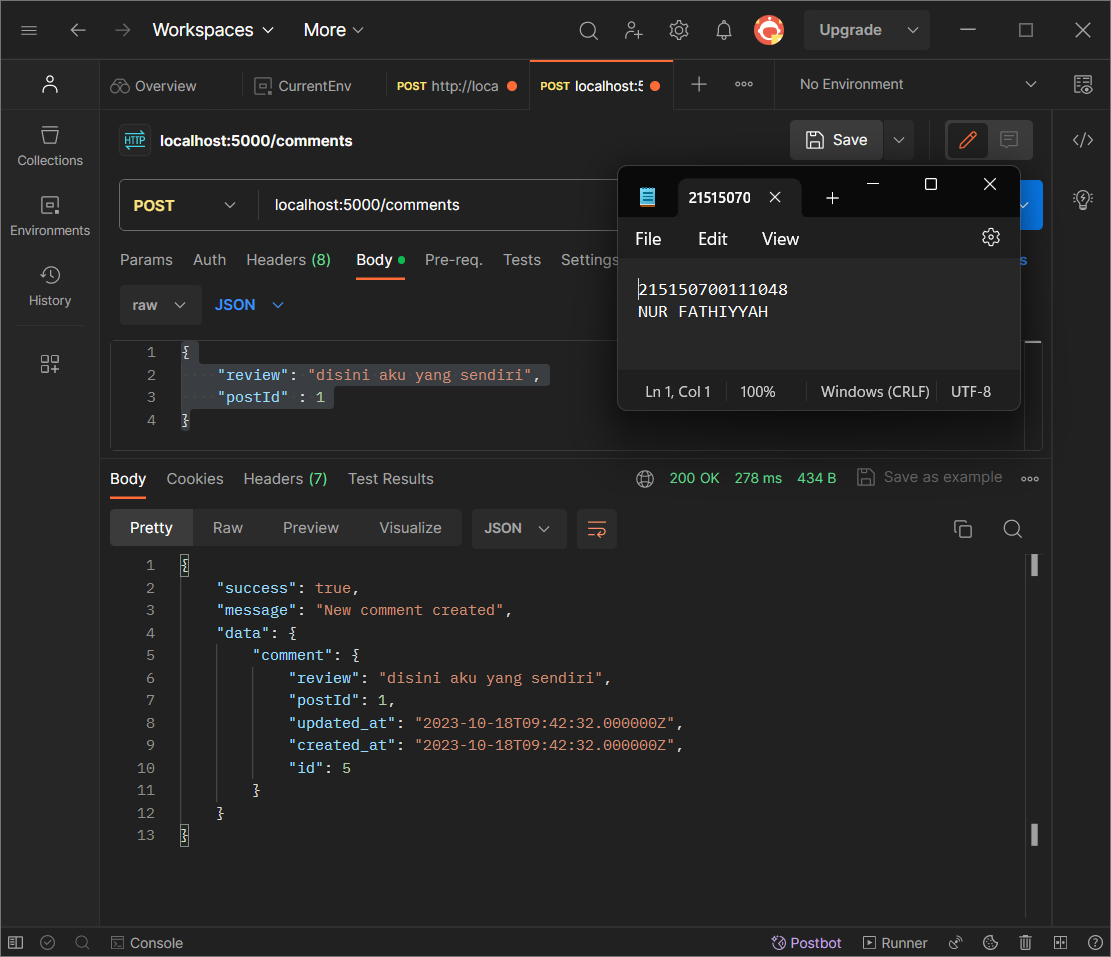 Workspaces More Upgrade
Overview CurrentEnv POST http://loca POST localhost:5 No Environment
HTTP localhost:5000/comments Save
Collections
Environments
History
POST localhost:5000/comments
Params Auth Headers (8) Body Pre-req. Tests Settings s
raw JSON
1 {
2 "review": "disini aku yang sendiri",
3 "postId" : 1
4 }
21515070
File Edit View
215150700111048
NUR FATHIYYAH
Ln 1, Col 1 100% Windows (CRLF) UTF-8
Body Cookies Headers (7) Test Results 200 OK 278 ms 434 B Save as example
Pretty Raw Preview Visualize JSON
1 {
2 "success": true,
3 "message": "New comment created",
4 "data": {
5 "comment": {
6 "review": "disini aku yang sendiri",
7 "postId": 1,
8 "updated_at": "2023-10-18T09:42:32.000000Z",
9 "created_at": "2023-10-18T09:42:32.000000Z",
10 "id": 5
11 }
12 }
13 }
Console Postbot Runner